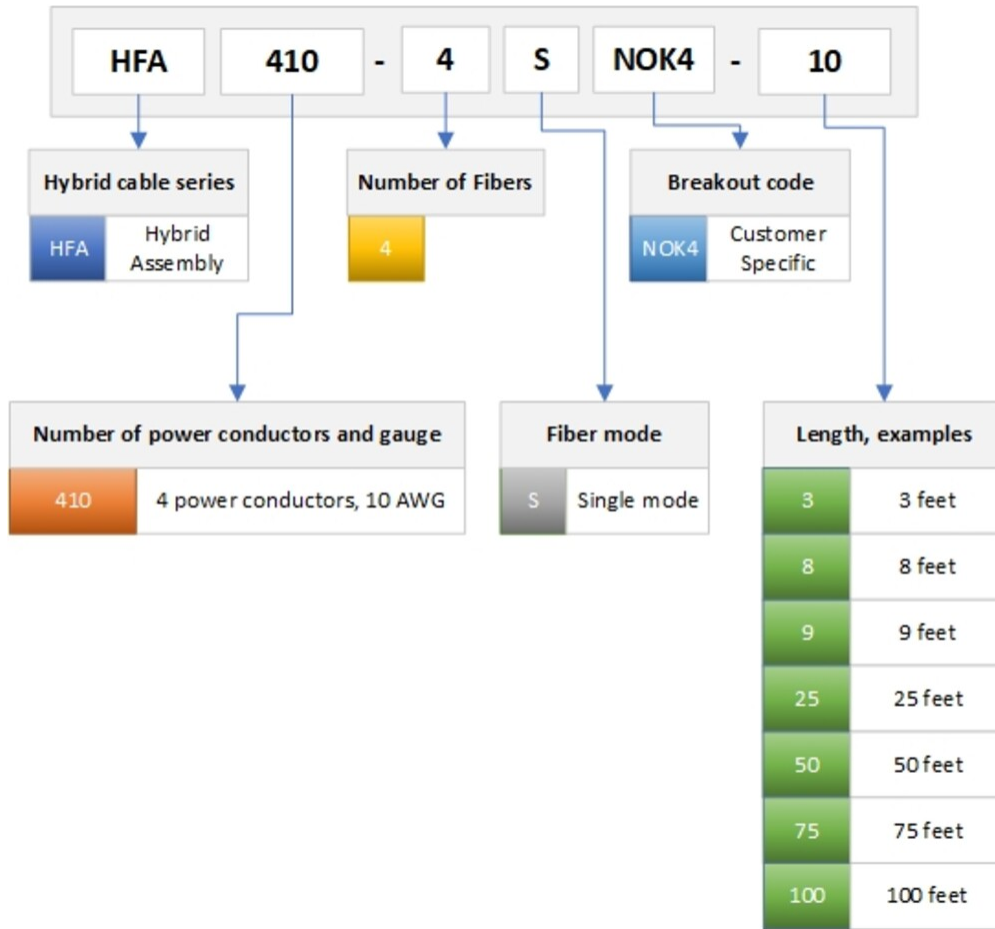 HFA 410 - 4 S NOK4 - 10
Hybrid cable series
HFA
Hybrid
Assembly
Number of Fibers
4
Breakout code
NOK4
Customer
Specific
Number of power conductors and gauge
410 4 power conductors, 10 AWG
Fiber mode
S Single mode
Length, examples
3 3 feet
8 8 feet
9 9 feet
25 25 feet
50 50 feet
75 75 feet
100 100 feet